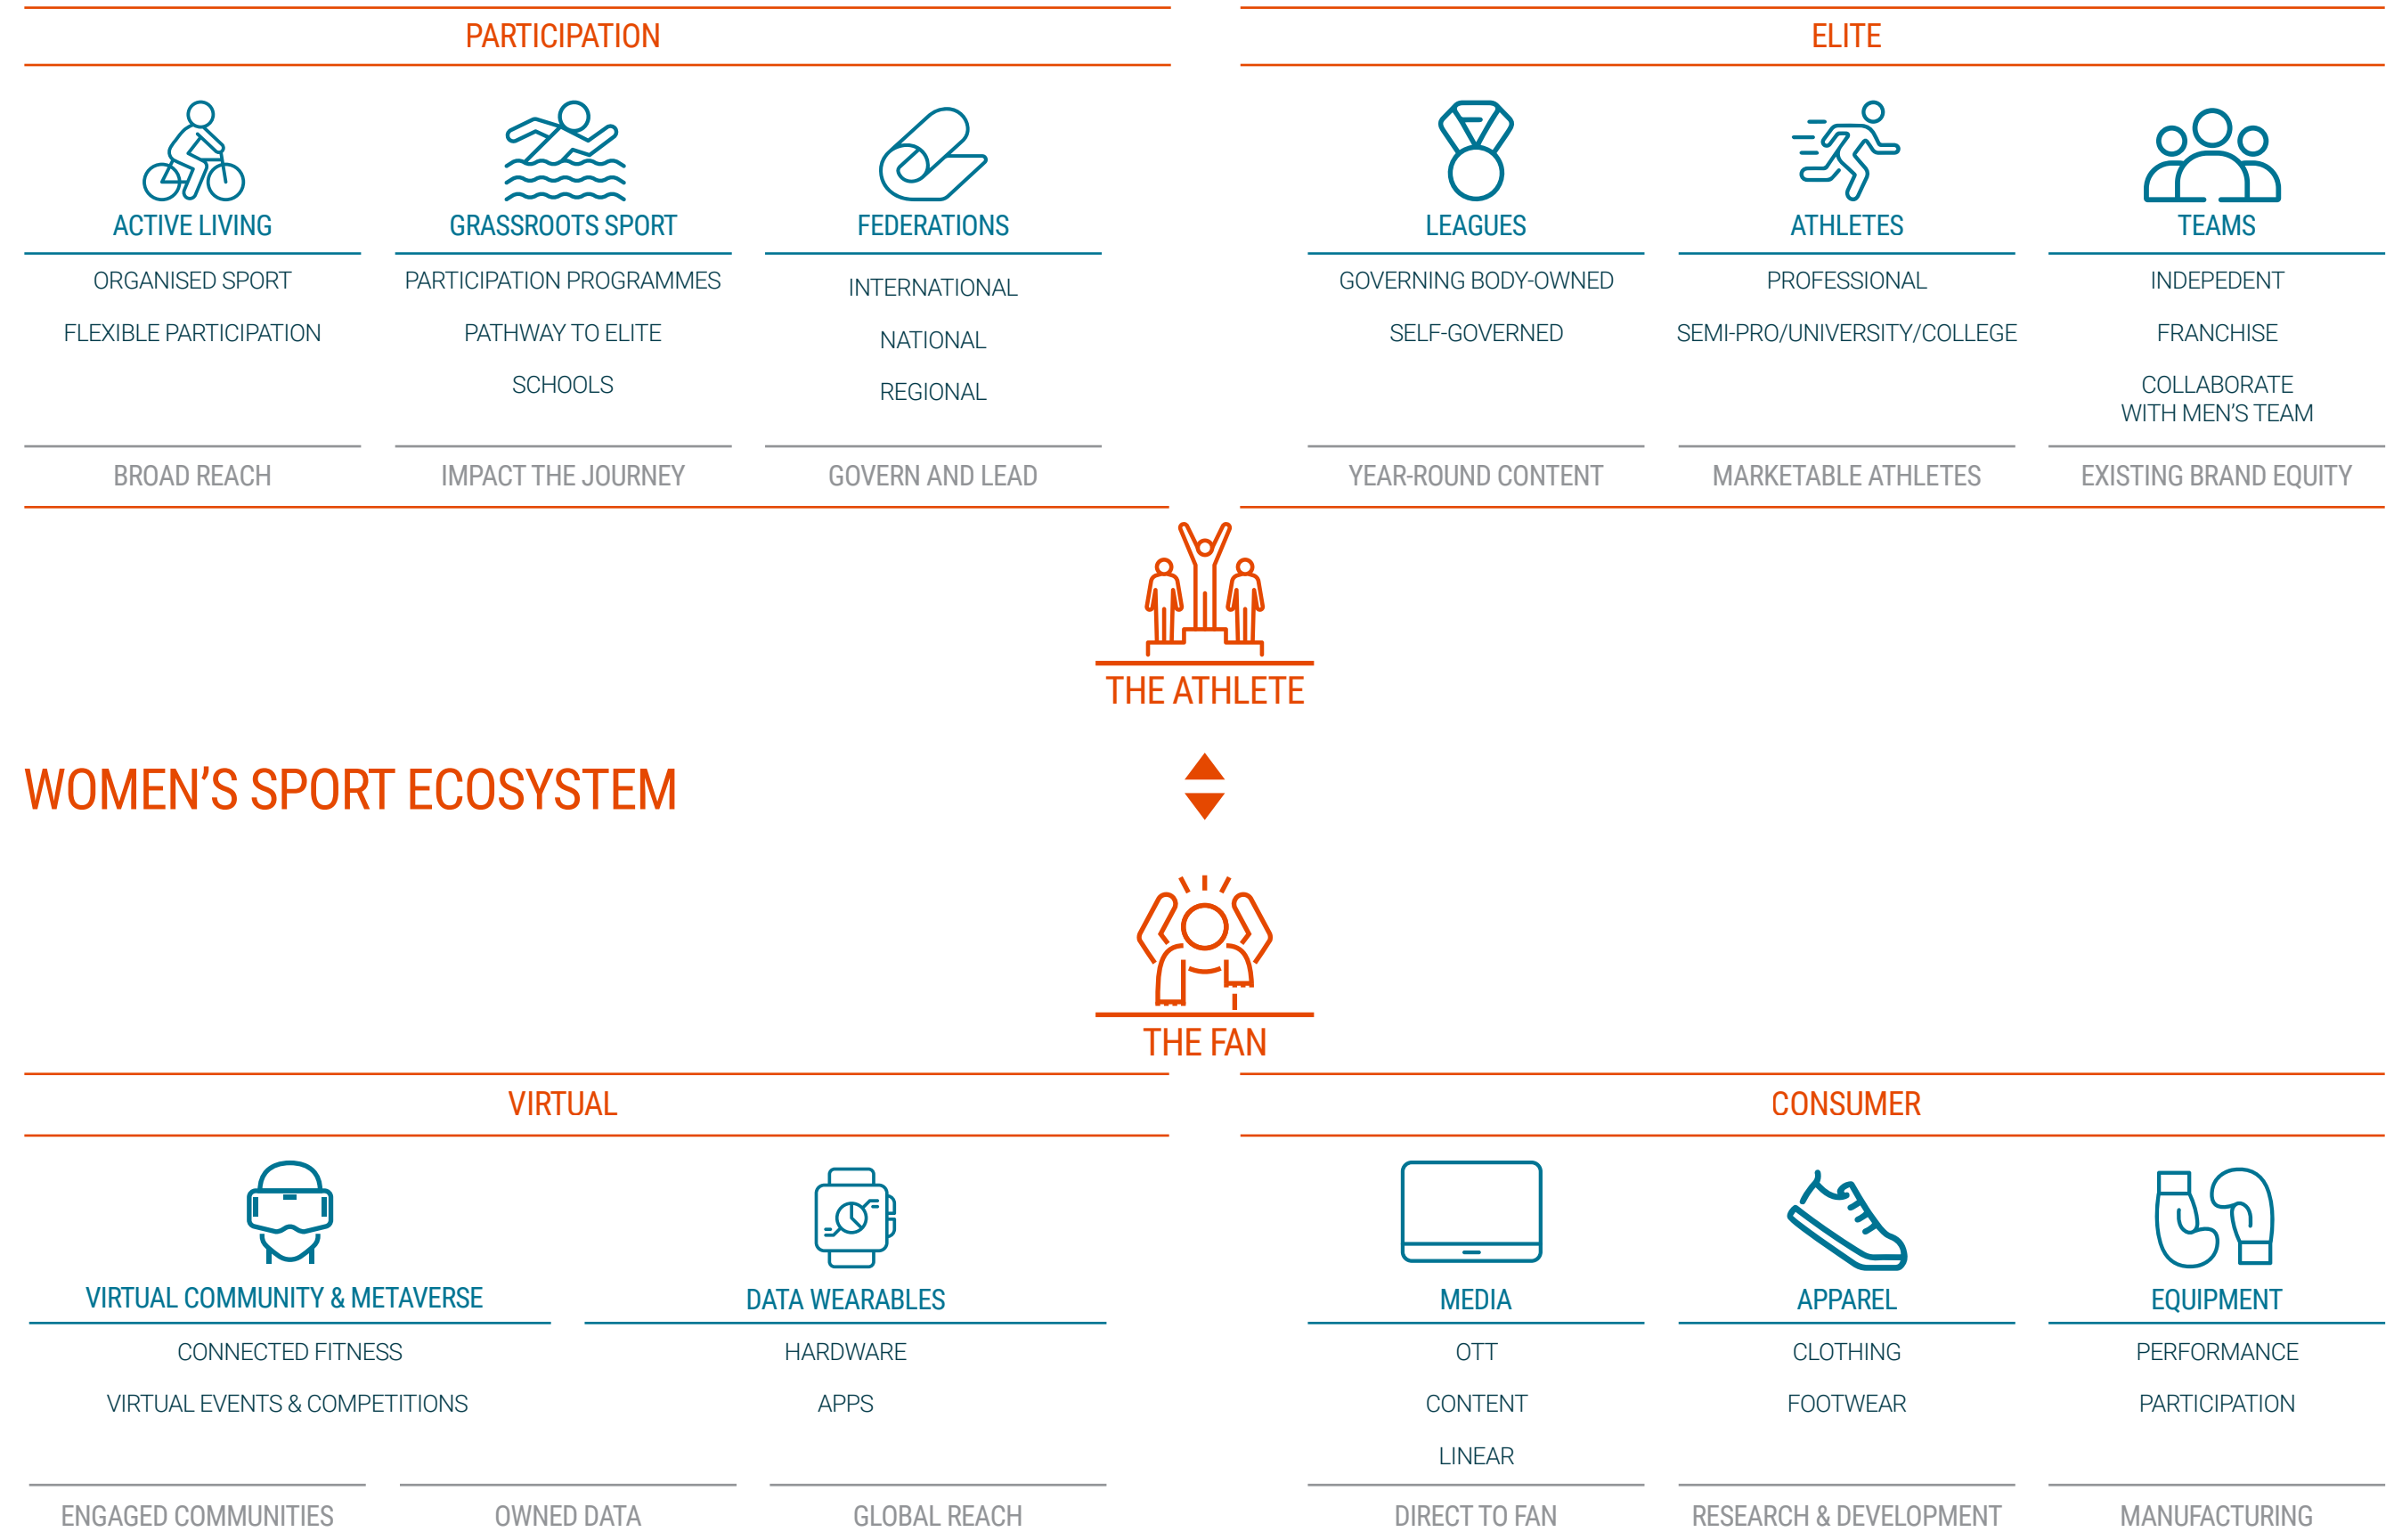 PARTICIPATION
ACTIVE LIVING
ORGANISED SPORT
FLEXIBLE PARTICIPATION
BROAD REACH
GRASSROOTS SPORT
PARTICIPATION PROGRAMMES
PATHWAY TO ELITE
SCHOOLS
IMPACT THE JOURNEY
FEDERATIONS
INTERNATIONAL
NATIONAL
REGIONAL
GOVERN AND LEAD
ELITE
LEAGUES
GOVERNING BODY-OWNED
SELF-GOVERNED
YEAR-ROUND CONTENT
ATHLETES
PROFESSIONAL
SEMI-PRO/UNIVERSITY/COLLEGE
MARKETABLE ATHLETES
TEAMS
INDEPEDENT
FRANCHISE
COLLABORATE
WITH MEN’S TEAM
EXISTING BRAND EQUITY
THE ATHLETE
WOMEN’S SPORT ECOSYSTEM
THE FAN
VIRTUAL
VIRTUAL COMMUNITY & METAVERSE
CONNECTED FITNESS
VIRTUAL EVENTS & COMPETITIONS
DATA WEARABLES
HARDWARE
APPS
ENGAGED COMMUNITIES
OWNED DATA
GLOBAL REACH
CONSUMER
MEDIA
OTT
CONTENT
LINEAR
DIRECT TO FAN
APPAREL
CLOTHING
FOOTWEAR
RESEARCH & DEVELOPMENT
EQUIPMENT
PERFORMANCE
PARTICIPATION
MANUFACTURING